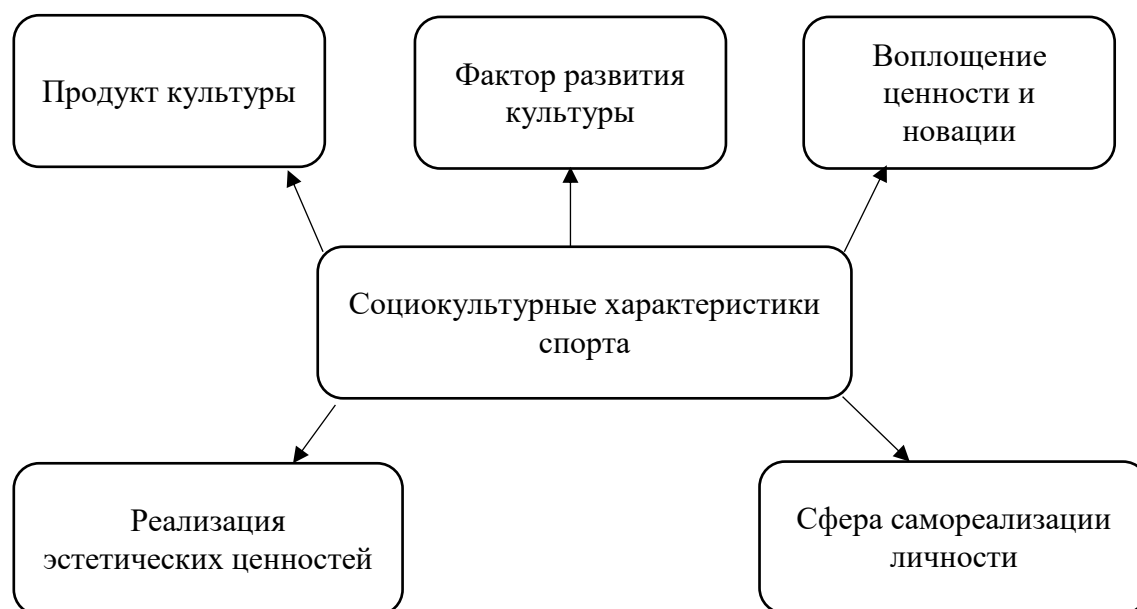 Продукт культуры
Фактор развития
культуры
Воплощение
ценности и
новации
Социокультурные характеристики
спорта
Реализация
эстетических ценностей
Сфера самореализации
личности